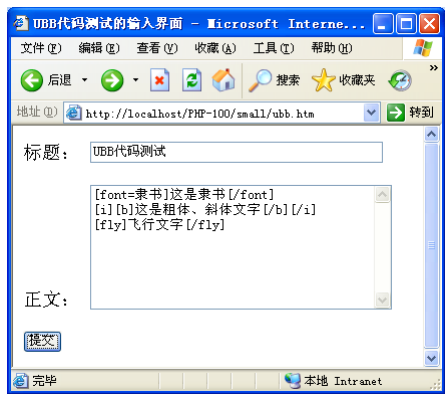 UBB代码测试的输入界面 - Microsoft Interne...
文件(F) 编辑(E) 查看(V) 收藏(A) 工具(T) 帮助(H)
后退 搜索 收藏夹 »
地址(D) http://localhost/PHP-100/small/ubb.htm 转到
标题： UBB代码测试
[font=隶书]这是隶书[/font]
[i][b]这是粗体、斜体文字[/b][/i]
[fly]飞行文字[/fly]
正文：
提交
完毕 本地 Intranet